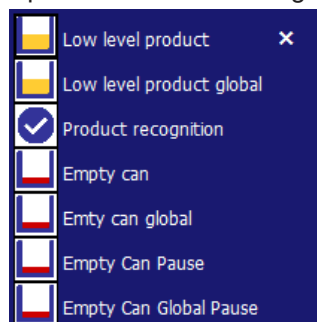 Low level product ×
Low level product global
Product recognition
Empty can
Emty can global
Empty Can Pause
Empty Can Global Pause